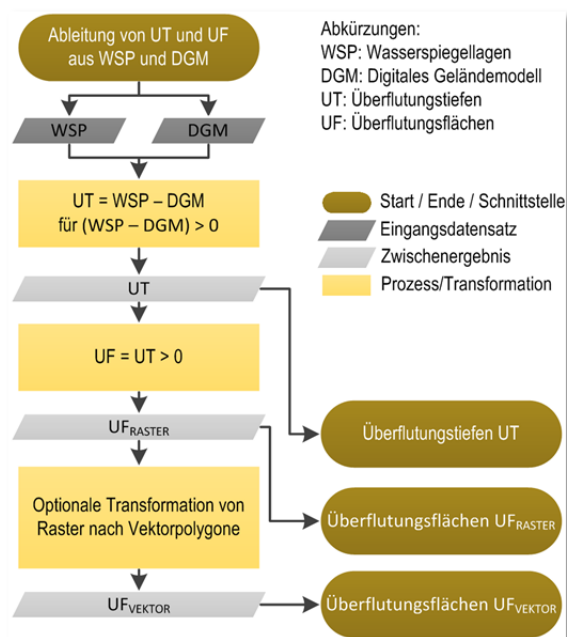 Ableitung von UT und UF
aus WSP und DGM
WSP
DGM
UT = WSP – DGM
für (WSP – DGM) > 0
UT
UF = UT > 0
UFRASTER
Optionale Transformation von
Raster nach Vektorpolygone
UFVEKTOR
Abkürzungen:
WSP: Wasserspiegellagen
DGM: Digitales Geländemodell
UT: Überflutungstiefen
UF: Überflutungsflächen
Start / Ende / Schnittstelle
Eingangsdatensatz
Zwischenergebnis
Prozess/Transformation
Überflutungstiefen UT
Überflutungsflächen UFRASTER
Überflutungsflächen UFVEKTOR